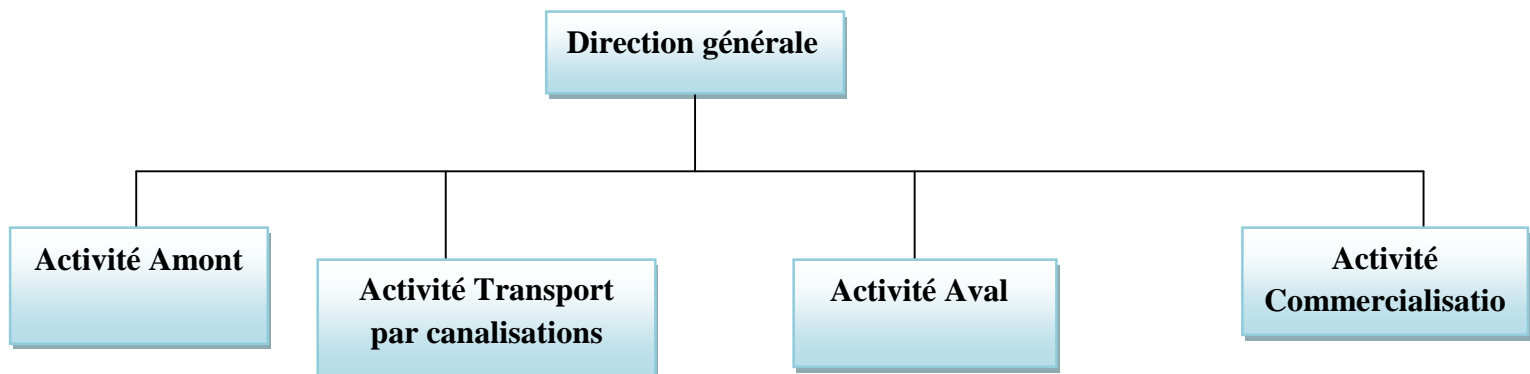 Direction générale
Activité Amont
Activité Transport
par canalisations
Activité Aval
Activité
Commercialisatio